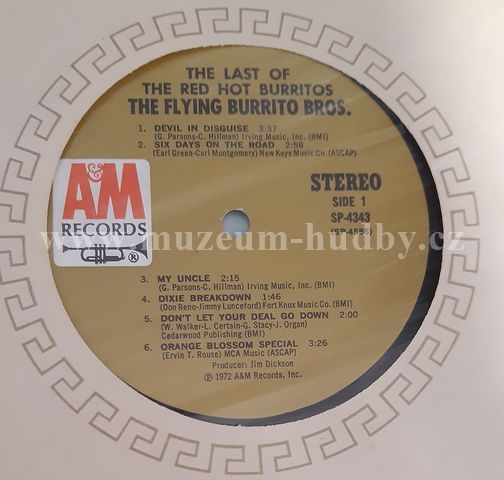 THE LAST OF
THE RED HOT BURRITOS
THE FLYING BURRITO BROS.
1. DEVIL IN DISGUISE 3:37
(G. Parsons-C. Hillman) Irving Music, Inc. (BMI)
2. SIX DAYS ON THE ROAD 2:58
(Earl Green-Carl Montgomery) New Keys Music Co. (ASCAP)
A&M
RECORDS
®
STEREO
SIDE 1
SP-4343
(SP-4595)
www.muzeum-hudby.cz
3. MY UNCLE 2:15
(G. Parsons-C. Hillman) Irving Music, Inc. (BMI)
4. DIXIE BREAKDOWN 1:46
(Don Reno-Jimmy Lunceford) Fort Knox Music Co. (BMI)
5. DON'T LET YOUR DEAL GO DOWN 2:00
(W. Walker-L. Certain-G. Stacy-J. Organ)
Cedarwood Publishing (BMI)
6. ORANGE BLOSSOM SPECIAL 3:26
(Ervin T. Rouse) MCA Music (ASCAP)
Producer: Jim Dickson
℗ 1972 A&M Records, Inc.